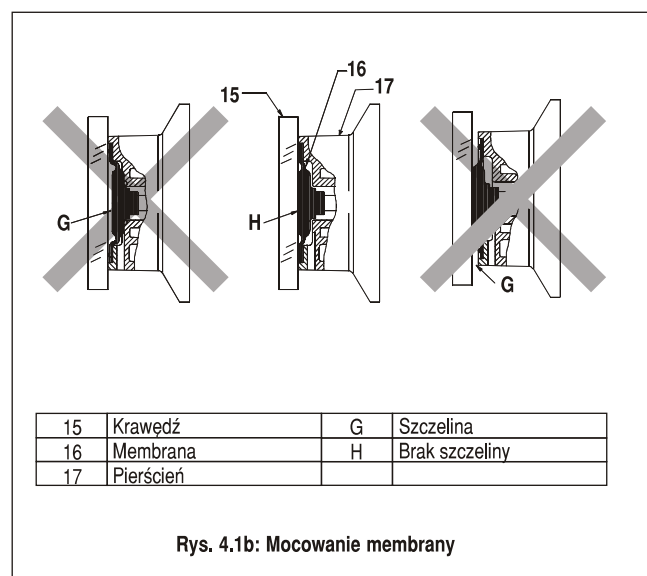 16
15
17
G
H
G
15 Krawędź G Szczelina
16 Membrana H Brak szczeliny
17 Pierścień
Rys. 4.1b: Mocowanie membrany